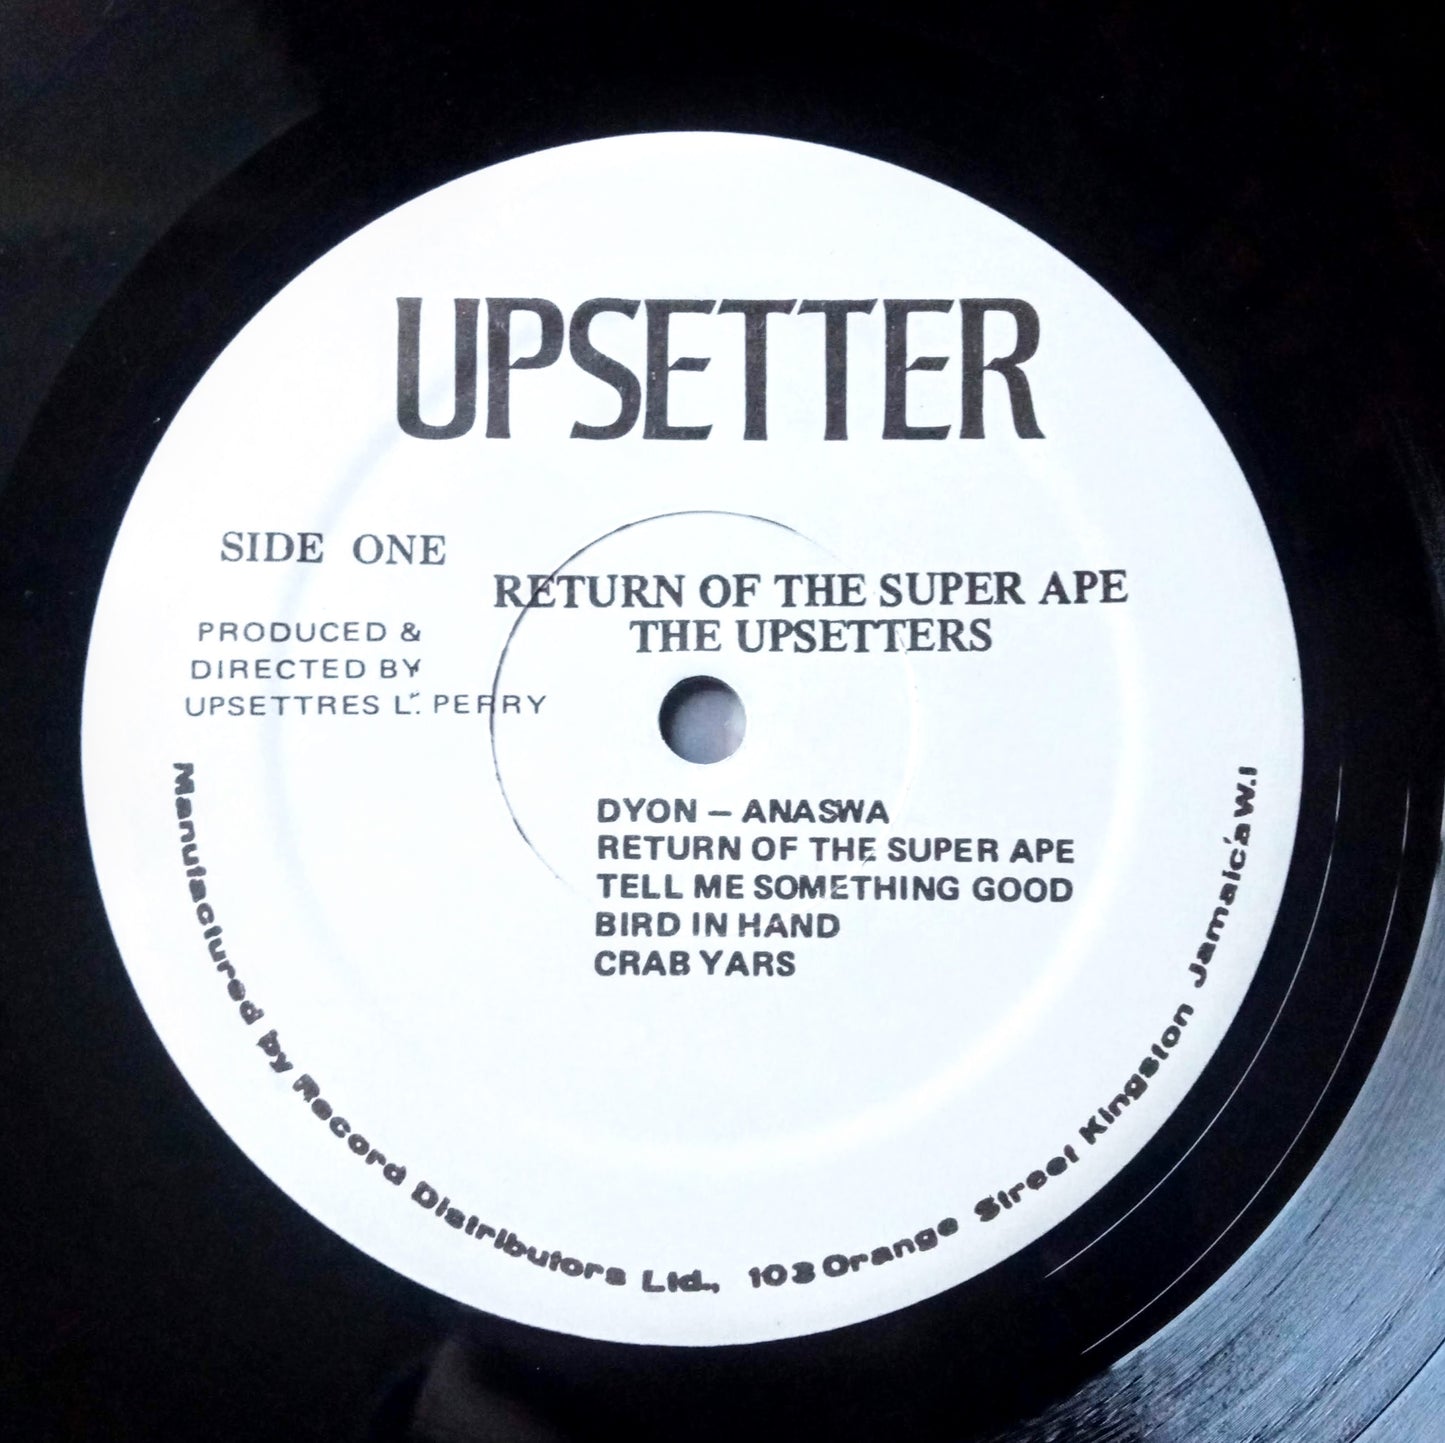 UPSETTER
SIDE ONE
RETURN OF THE SUPER APE
THE UPSETTERS
PRODUCED &
DIRECTED BY
UPSETTRES L. PERRY
DYON – ANASWA
RETURN OF THE SUPER APE
TELL ME SOMETHING GOOD
BIRD IN HAND
CRAB YARS
Manufactured by Record Distributors Ltd., 103 Orange Street Kingston Jamaica W.I